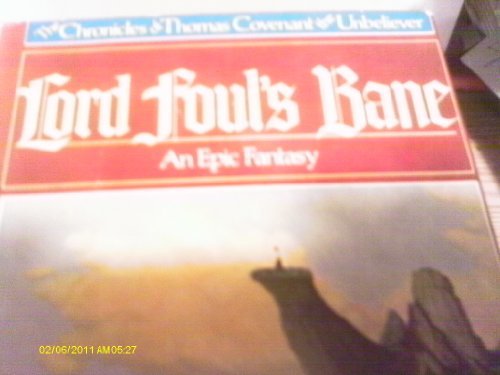 The Chronicles of Thomas Covenant the Unbeliever
Lord Foul's Bane
An Epic Fantasy
02/06/2011 AM05:27